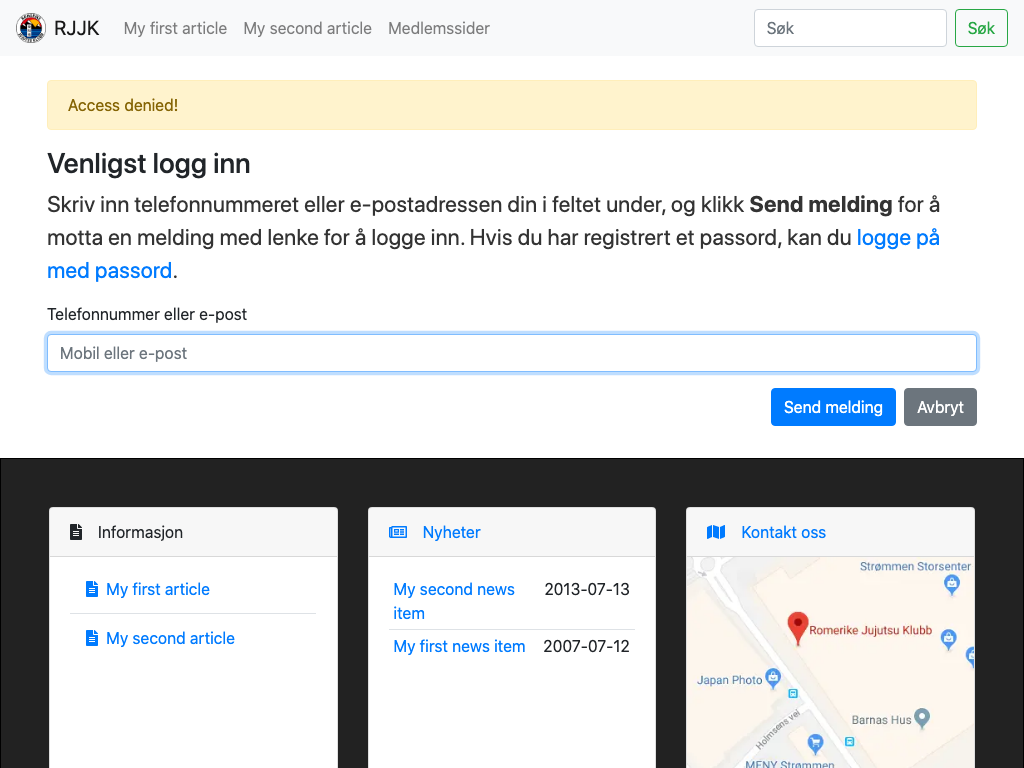 RJJK My first article My second article Medlemssider Søk Søk
Access denied!
Venligst logg inn
Skriv inn telefonnummeret eller e-postadressen din i feltet under, og klikk Send melding for å
motta en melding med lenke for å logge inn. Hvis du har registrert et passord, kan du logge på
med passord.
Telefonnummer eller e-post
Mobil eller e-post
Send melding Avbryt
Informasjon
My first article
My second article
Nyheter
My second news 2013-07-13
item
My first news item 2007-07-12
Kontakt oss
Strømmen Storsenter
Romerike Jujutsu Klubb
Japan Photo
Barnas Hus
Holmsens vei
MENY Strømmen